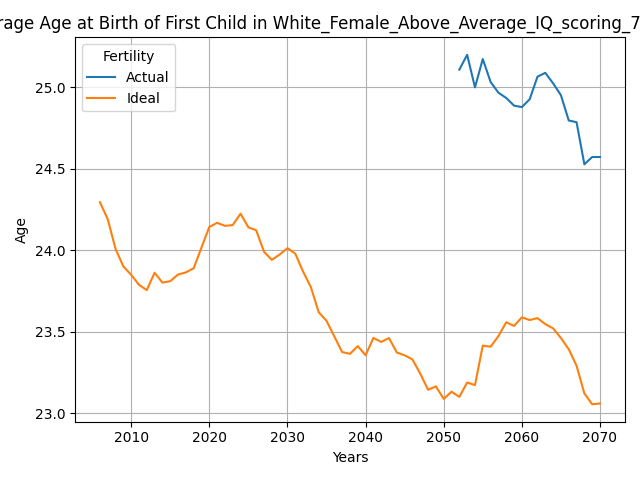 rage Age at Birth of First Child in White_Female_Above_Average_IQ_scoring_7
Fertility
Actual
Ideal
25.0
24.5
24.0
23.5
23.0
Age
2010 2020 2030 2040 2050 2060 2070
Years